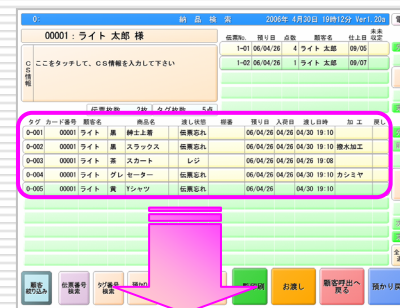 0: 納品検索 2006年 4月30日 19時12分 Ver1.20a
00001：ライト 太郎 様
伝票No. 預り日 点数 顧客名 仕上日 未未収定
1-01 06/04/26 4 ライト 太郎 09/05
1-02 06/04/26 1 ライト 太郎 09/07
CS情報
ここをタッチして、CS情報を入力して下さい
伝票枚数 2枚 タグ枚数 5点
タグ カード番号 顧客名 商品名 渡し状態 棚番 預り日 入荷日 渡し日時 加 工 戻し
0-001 00001 ライト 黒 紳士上着 伝票忘れ 06/04/26 04/26 04/30 19:10
0-002 00001 ライト 黒 スラックス 伝票忘れ 06/04/26 04/26 04/30 19:10 撥水加工
0-003 00001 ライト 茶 スカート レジ 06/04/26 04/26 04/26 19:08
0-004 00001 ライト グレ セーター 伝票忘れ 06/04/26 04/26 04/30 19:10 カシミヤ
0-005 00001 ライト 黄 Yシャツ 伝票忘れ 06/04/26 04/30 19:10
顧客絞り込み
伝票番号検索
タグ番号検索
お渡し
顧客呼出へ戻る
預かり戻